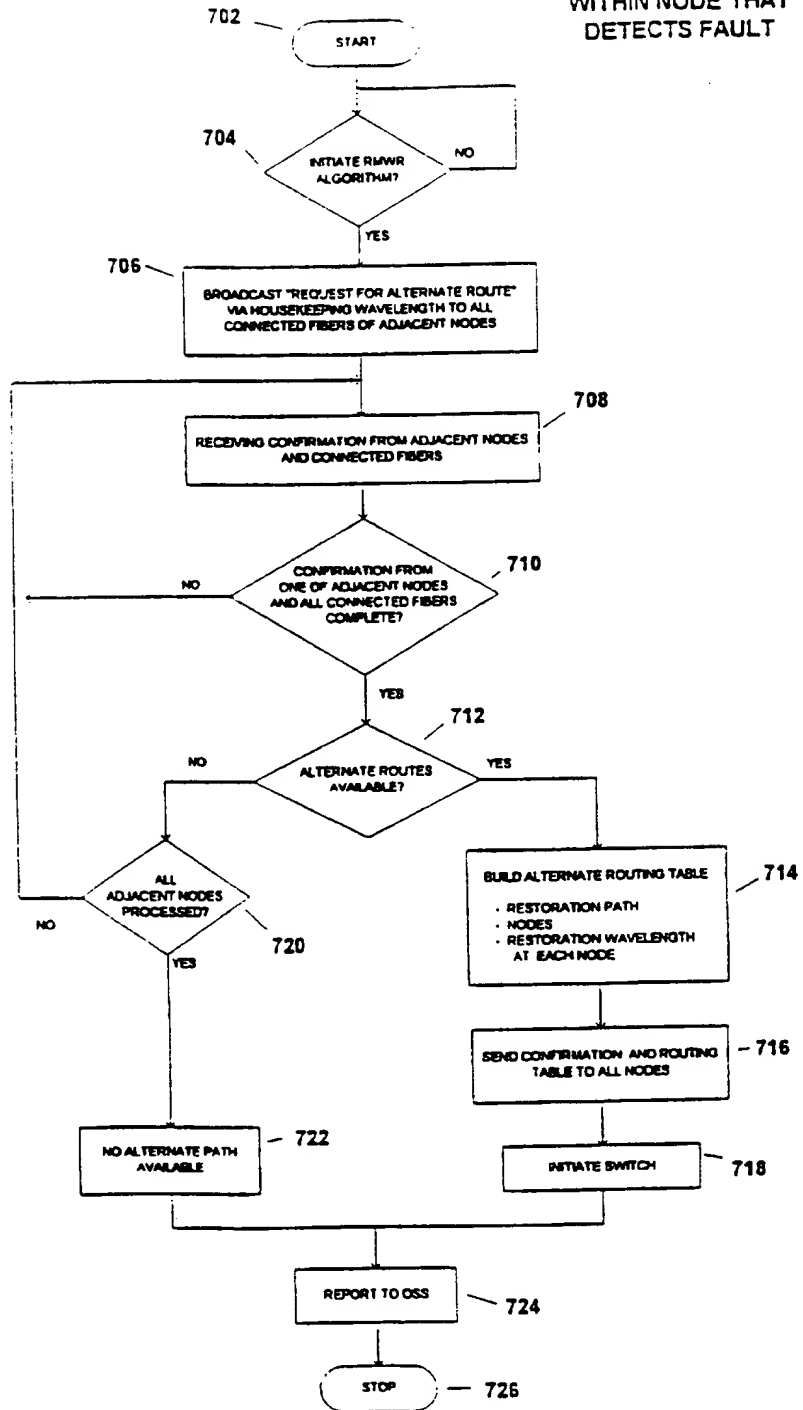 WITHIN NODE THAT
DETECTS FAULT
702
START
704
INITIATE RMWR
ALGORITHM?
NO
YES
706
BROADCAST "REQUEST FOR ALTERNATE ROUTE"
VIA HOUSEKEEPING WAVELENGTH TO ALL
CONNECTED FIBERS OF ADJACENT NODES
708
RECEIVING CONFIRMATION FROM ADJACENT NODES
AND CONNECTED FIBERS
710
CONFIRMATION FROM
ONE OF ADJACENT NODES
AND ALL CONNECTED FIBERS
COMPLETE?
NO
YES
712
ALTERNATE ROUTES
AVAILABLE?
NO
YES
714
BUILD ALTERNATE ROUTING TABLE
· RESTORATION PATH
· NODES
· RESTORATION WAVELENGTH
AT EACH NODE
ALL
ADJACENT NODES
PROCESSED?
NO
720
YES
716
SEND CONFIRMATION AND ROUTING
TABLE TO ALL NODES
722
NO ALTERNATE PATH
AVAILABLE
INITIATE SWITCH
718
REPORT TO OSS
724
STOP
726